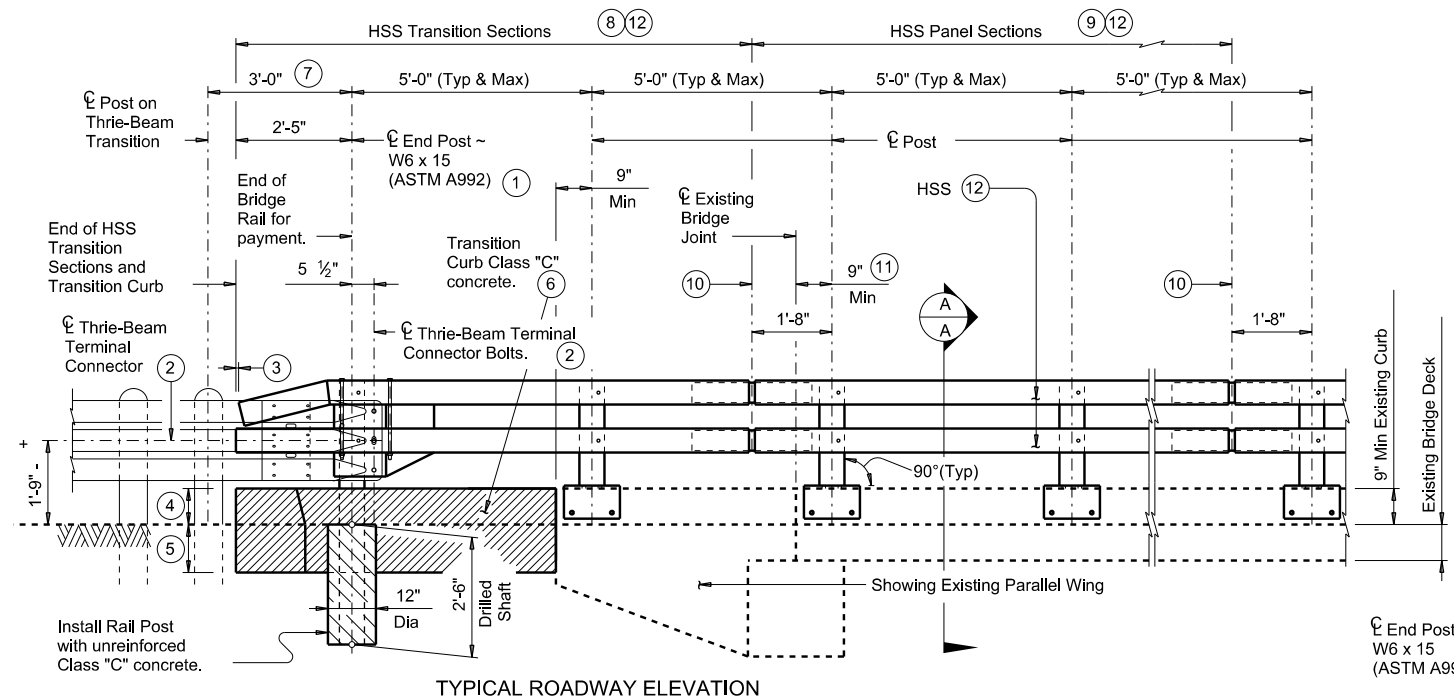 HSS Transition Sections
8 12
HSS Panel Sections
9 12
3'-0"
7
5'-0" (Typ & Max)
5'-0" (Typ & Max)
5'-0" (Typ & Max)
5'-0" (Typ & Max)
℄ Post on
Thrie-Beam
Transition
2'-5"
℄ End Post ~
W6 x 15
(ASTM A992)
1
9"
Min
℄ Post
End of
Bridge
Rail for
payment.
HSS 12
℄ Existing
Bridge
Joint
End of HSS
Transition
Sections and
Transition Curb
5 ½"
Transition
Curb Class "C"
concrete.
6
10
9" 11
Min
A
A
10
1'-8"
1'-8"
℄ Thrie-Beam
Terminal
Connector
2
3
℄ Thrie-Beam Terminal
Connector Bolts.
2
+
1'-9"
-
4
5
90°(Typ)
9" Min Existing Curb
Existing Bridge Deck
12"
Dia
2'-6"
Drilled
Shaft
Showing Existing Parallel Wing
Install Rail Post
with unreinforced
Class "C" concrete.
℄ End Post
W6 x 15
(ASTM A99
TYPICAL ROADWAY ELEVATION